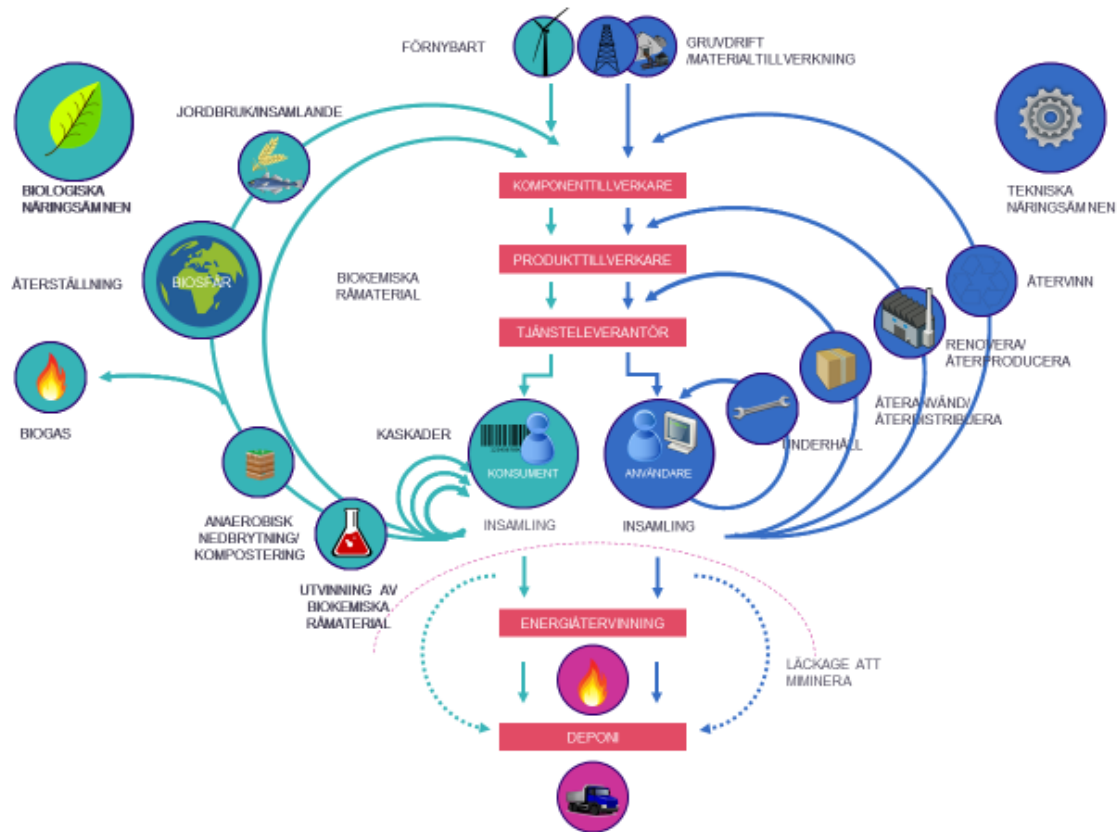 FÖRNYBART
GRUVDRIFT
/MATERIALTILLVERKNING
JORDBRUK/INSAMLANDE
BIOLOGISKA
NÄRINGSÄMNEN
TEKNISKA
NÄRINGSÄMNEN
KOMPONENTTILLVERKARE
PRODUKTTILLVERKARE
BIOKEMISKA
RÅMATERIAL
ÅTERSTÄLLNING
BIOSFÄR
ÅTERVINN
TJÄNSTELEVERANTÖR
RENOVERA/
ÅTERPRODUCERA
BIOGAS
KASKADER
ÅTERANVÄND/
ÅTERDISTRIBUERA
UNDERHÅLL
KONSUMENT
ANVÄNDARE
INSAMLING
INSAMLING
ANAEROBISK
NEDBRYTNING/
KOMPOSTERING
UTVINNING AV
BIOKEMISKA
RÅMATERIAL
ENERGIÅTERVINNING
LÄCKAGE ATT
MIMINERA
DEPONI